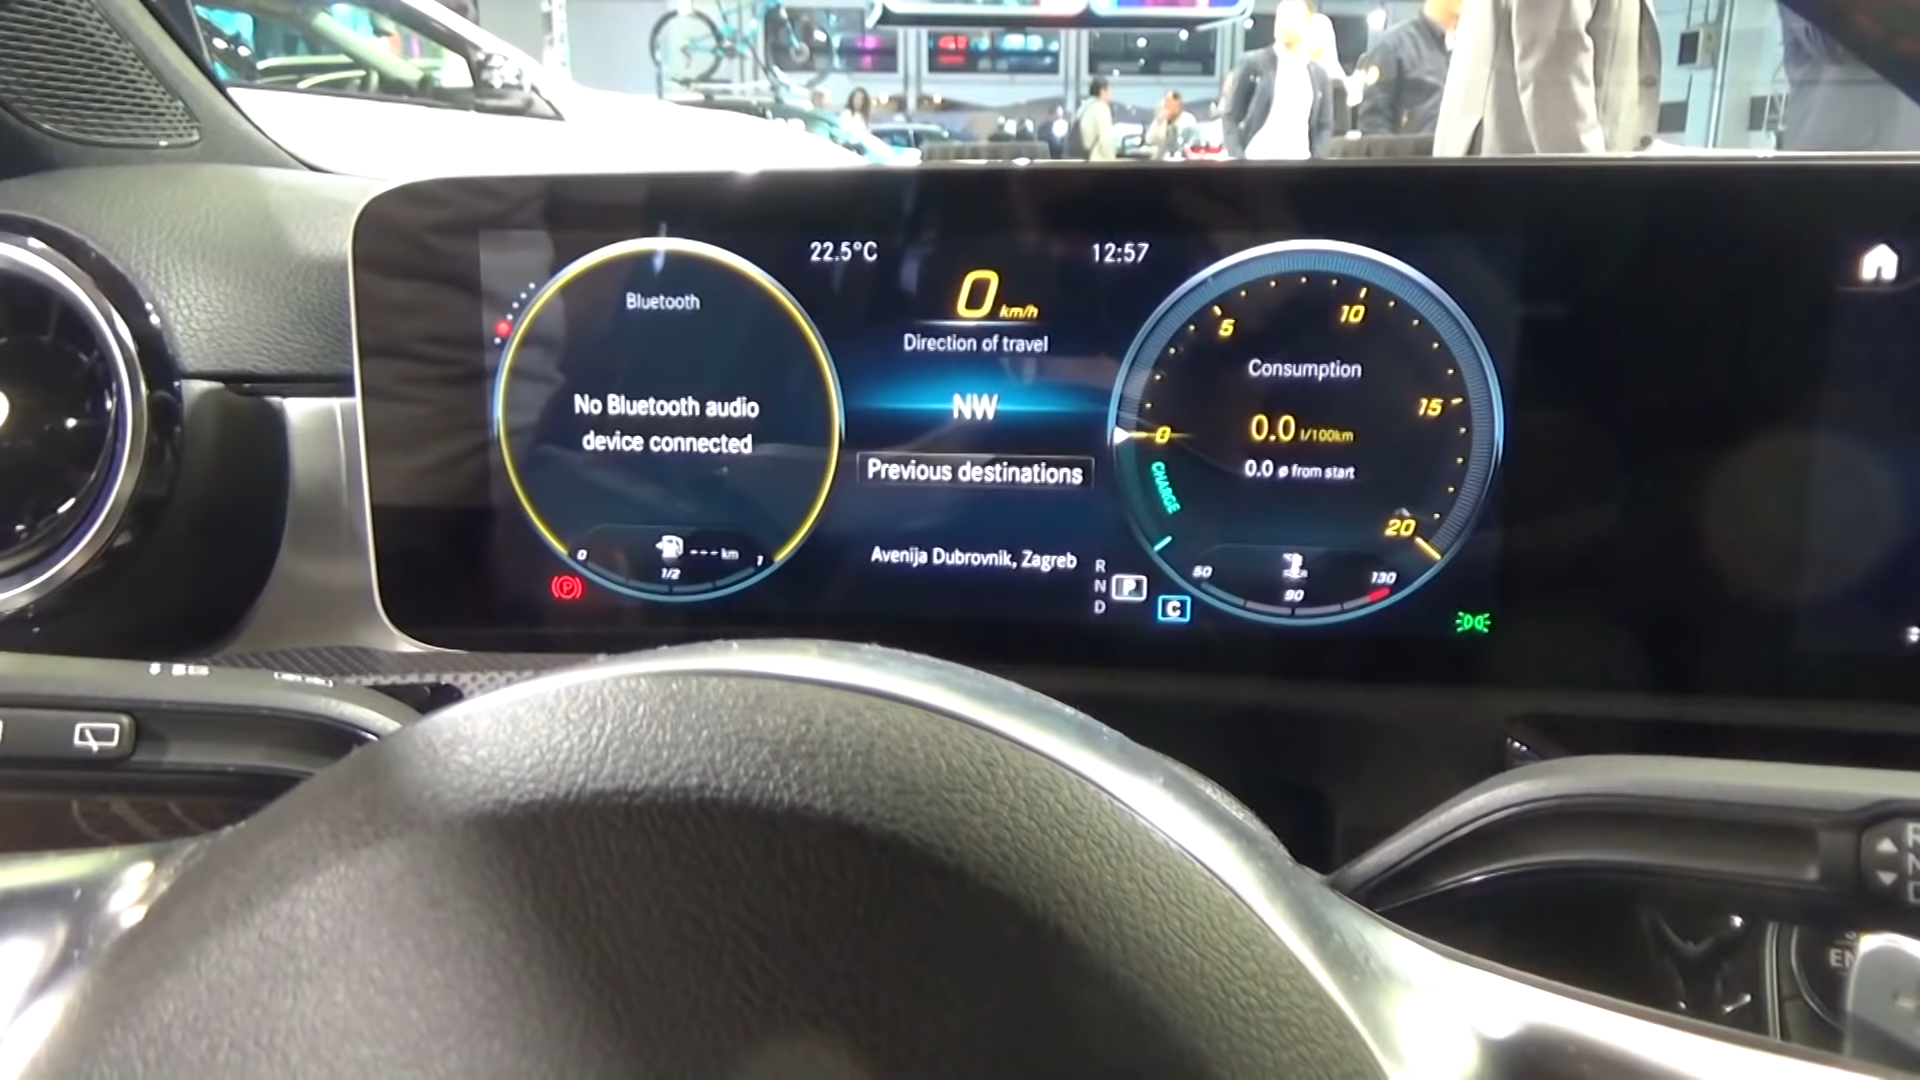 22.5°C
12:57
Bluetooth
No Bluetooth audio
device connected
0 1/2 1
--- km
P
0 km/h
Direction of travel
NW
Previous destinations
Avenija Dubrovnik, Zagreb
R
N P
D
C
0 5 10 15 20
CHARGE
Consumption
0.0 l/100km
0.0 ø from start
50 90 130
R
N
D
EN